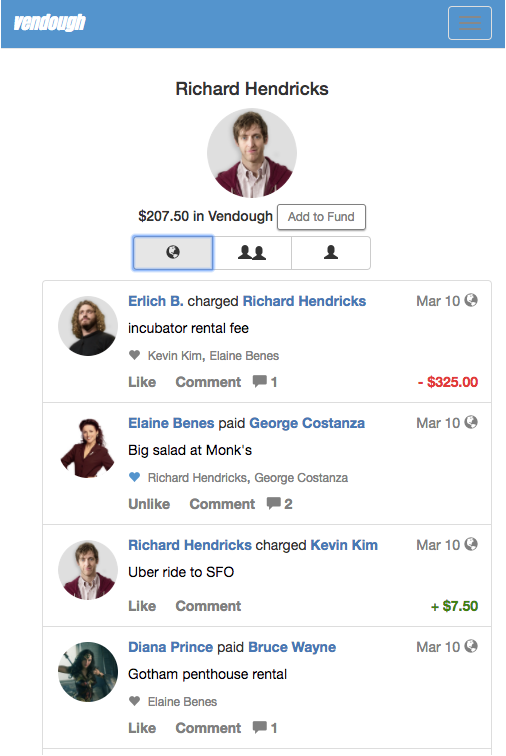 vendough
Richard Hendricks
$207.50 in Vendough Add to Fund
Erlich B. charged Richard Hendricks Mar 10
incubator rental fee
Kevin Kim, Elaine Benes
Like Comment 1 - $325.00
Elaine Benes paid George Costanza Mar 10
Big salad at Monk's
Richard Hendricks, George Costanza
Unlike Comment 2
Richard Hendricks charged Kevin Kim Mar 10
Uber ride to SFO
Like Comment + $7.50
Diana Prince paid Bruce Wayne Mar 10
Gotham penthouse rental
Elaine Benes
Like Comment 1